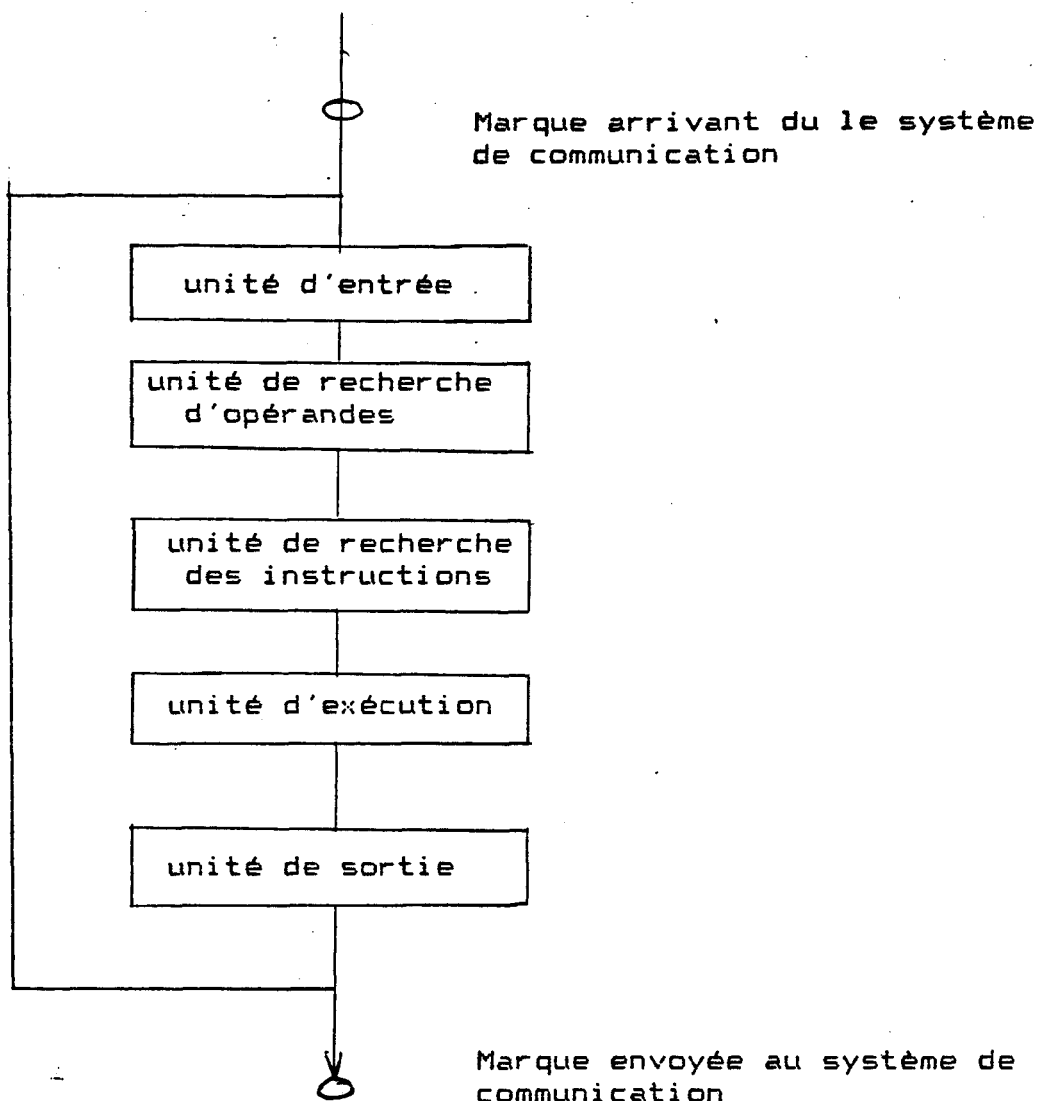 Marque arrivant du le système
de communication
unité d'entrée
unité de recherche
d'opérandes
unité de recherche
des instructions
unité d'exécution
unité de sortie
Marque envoyée au système de
communication